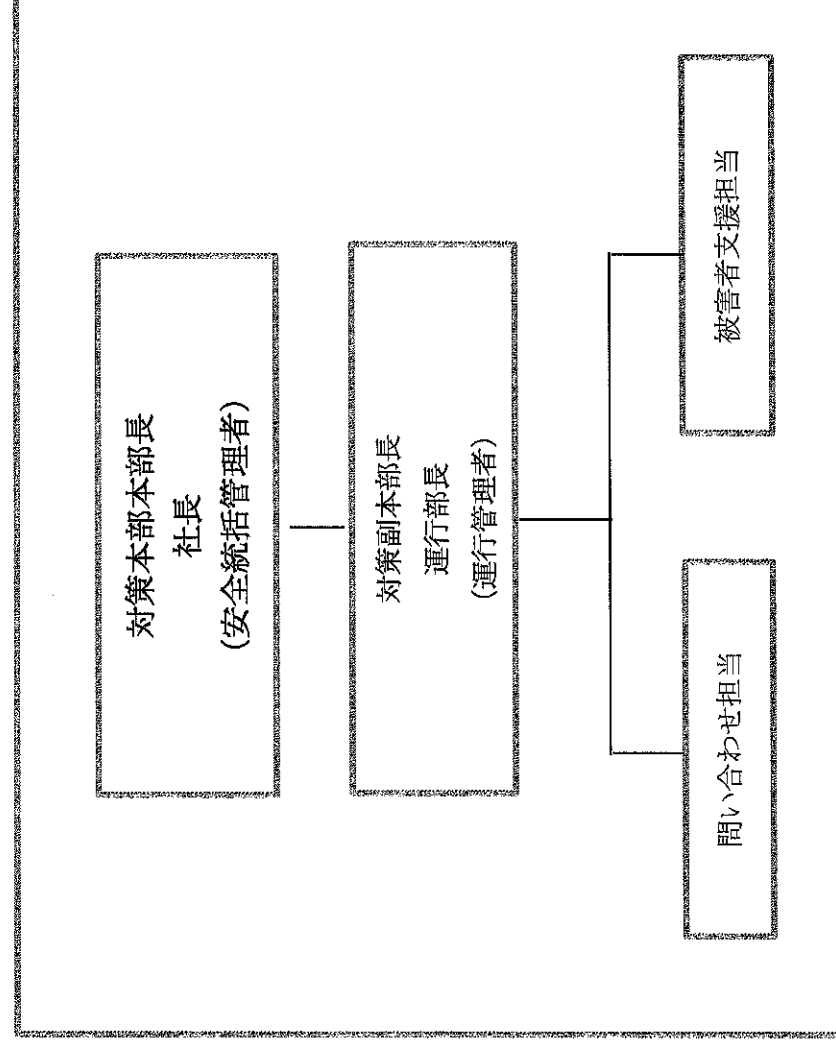 対策本部本部長
社長
(安全統括管理者)
対策副本部長
運行部長
(運行管理者)
問い合わせ担当
被害者支援担当